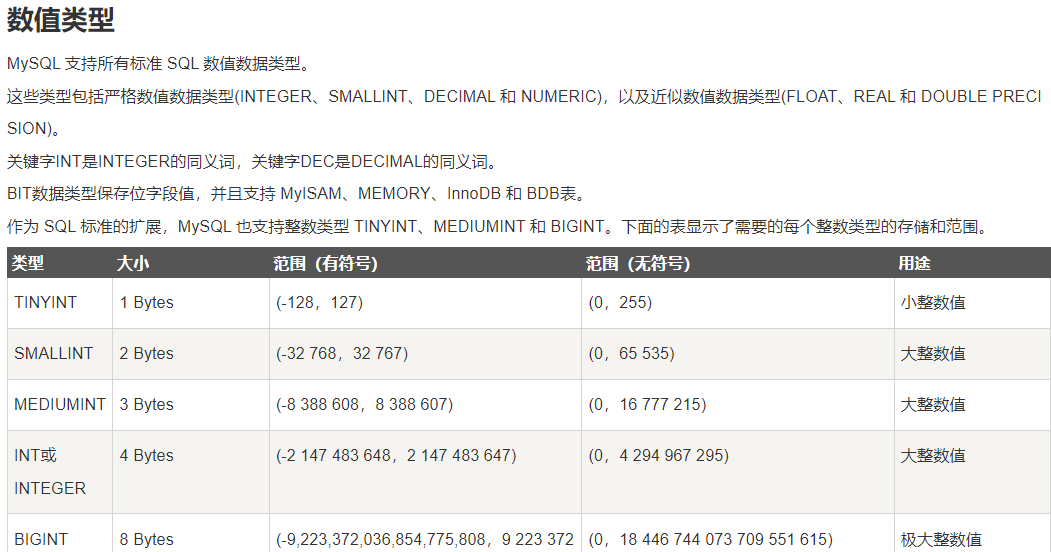 数值类型
MySQL 支持所有标准 SQL 数值数据类型。
这些类型包括严格数值数据类型(INTEGER、SMALLINT、DECIMAL 和 NUMERIC)，以及近似数值数据类型(FLOAT、REAL 和 DOUBLE PRECI
SION)。
关键字INT是INTEGER的同义词，关键字DEC是DECIMAL的同义词。
BIT数据类型保存位字段值，并且支持 MyISAM、MEMORY、InnoDB 和 BDB表。
作为 SQL 标准的扩展，MySQL 也支持整数类型 TINYINT、MEDIUMINT 和 BIGINT。下面的表显示了需要的每个整数类型的存储和范围。
类型 大小 范围（有符号） 范围（无符号） 用途
TINYINT 1 Bytes (-128，127) (0，255) 小整数值
SMALLINT 2 Bytes (-32 768，32 767) (0，65 535) 大整数值
MEDIUMINT 3 Bytes (-8 388 608，8 388 607) (0，16 777 215) 大整数值
INT或 4 Bytes (-2 147 483 648，2 147 483 647) (0，4 294 967 295) 大整数值
INTEGER
BIGINT 8 Bytes (-9,223,372,036,854,775,808，9 223 372 (0，18 446 744 073 709 551 615) 极大整数值